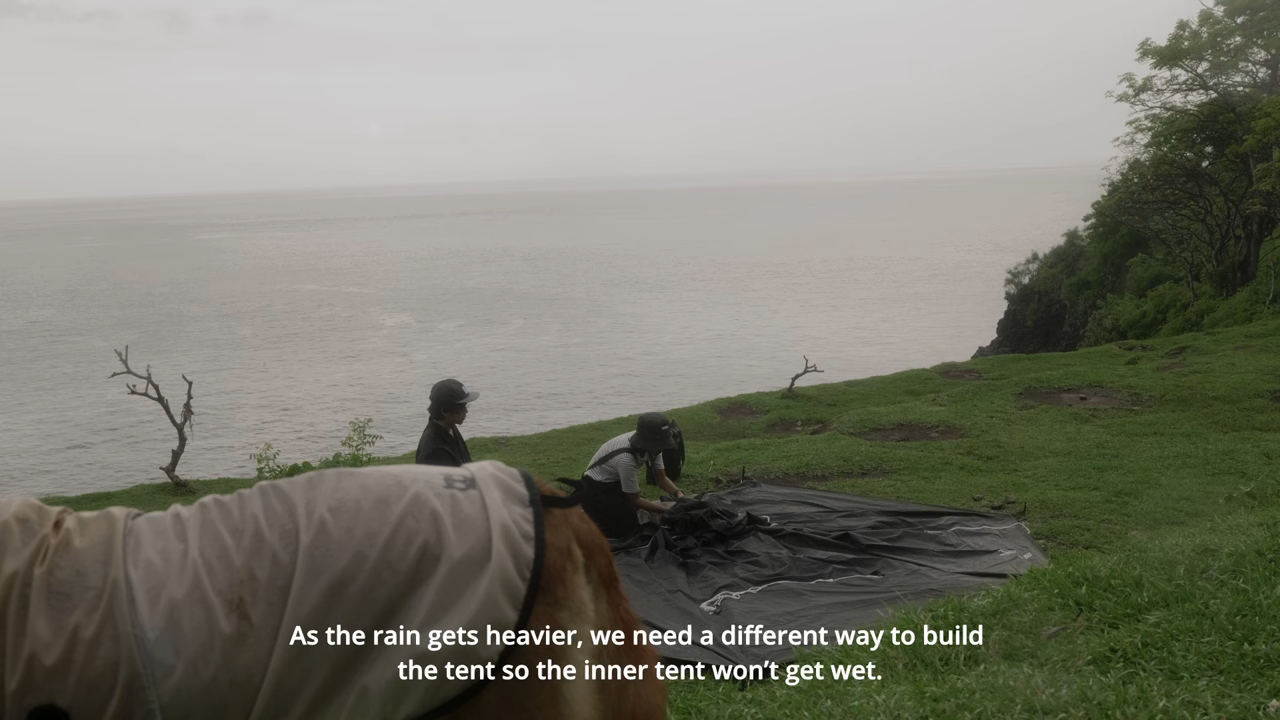 As the rain gets heavier, we need a different way to build
the tent so the inner tent won’t get wet.